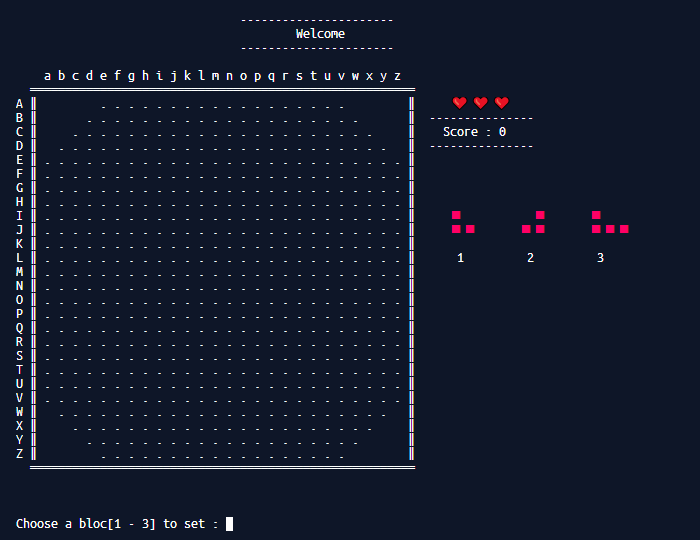 ---------------------
Welcome
---------------------
a b c d e f g h i j k l m n o p q r s t u v w x y z
A . . . . . . . . . . . . . . . . . .
B . . . . . . . . . . . . . . . . . . . .
---------------
C . . . . . . . . . . . . . . . . . . . . . .
Score : 0
D . . . . . . . . . . . . . . . . . . . . . . . .
---------------
E . . . . . . . . . . . . . . . . . . . . . . . . . .
F . . . . . . . . . . . . . . . . . . . . . . . . . .
G . . . . . . . . . . . . . . . . . . . . . . . . . .
H . . . . . . . . . . . . . . . . . . . . . . . . . .
I . . . . . . . . . . . . . . . . . . . . . . . . . .
J . . . . . . . . . . . . . . . . . . . . . . . . . .
K . . . . . . . . . . . . . . . . . . . . . . . . . .
L . . . . . . . . . . . . . . . . . . . . . . . . . .
1 2 3
M . . . . . . . . . . . . . . . . . . . . . . . . . .
N . . . . . . . . . . . . . . . . . . . . . . . . . .
O . . . . . . . . . . . . . . . . . . . . . . . . . .
P . . . . . . . . . . . . . . . . . . . . . . . . . .
Q . . . . . . . . . . . . . . . . . . . . . . . . . .
R . . . . . . . . . . . . . . . . . . . . . . . . . .
S . . . . . . . . . . . . . . . . . . . . . . . . . .
T . . . . . . . . . . . . . . . . . . . . . . . . . .
U . . . . . . . . . . . . . . . . . . . . . . . . . .
V . . . . . . . . . . . . . . . . . . . . . . . . . .
W . . . . . . . . . . . . . . . . . . . . . . . .
X . . . . . . . . . . . . . . . . . . . . . .
Y . . . . . . . . . . . . . . . . . . . .
Z . . . . . . . . . . . . . . . . . .
Choose a bloc[1 - 3] to set :